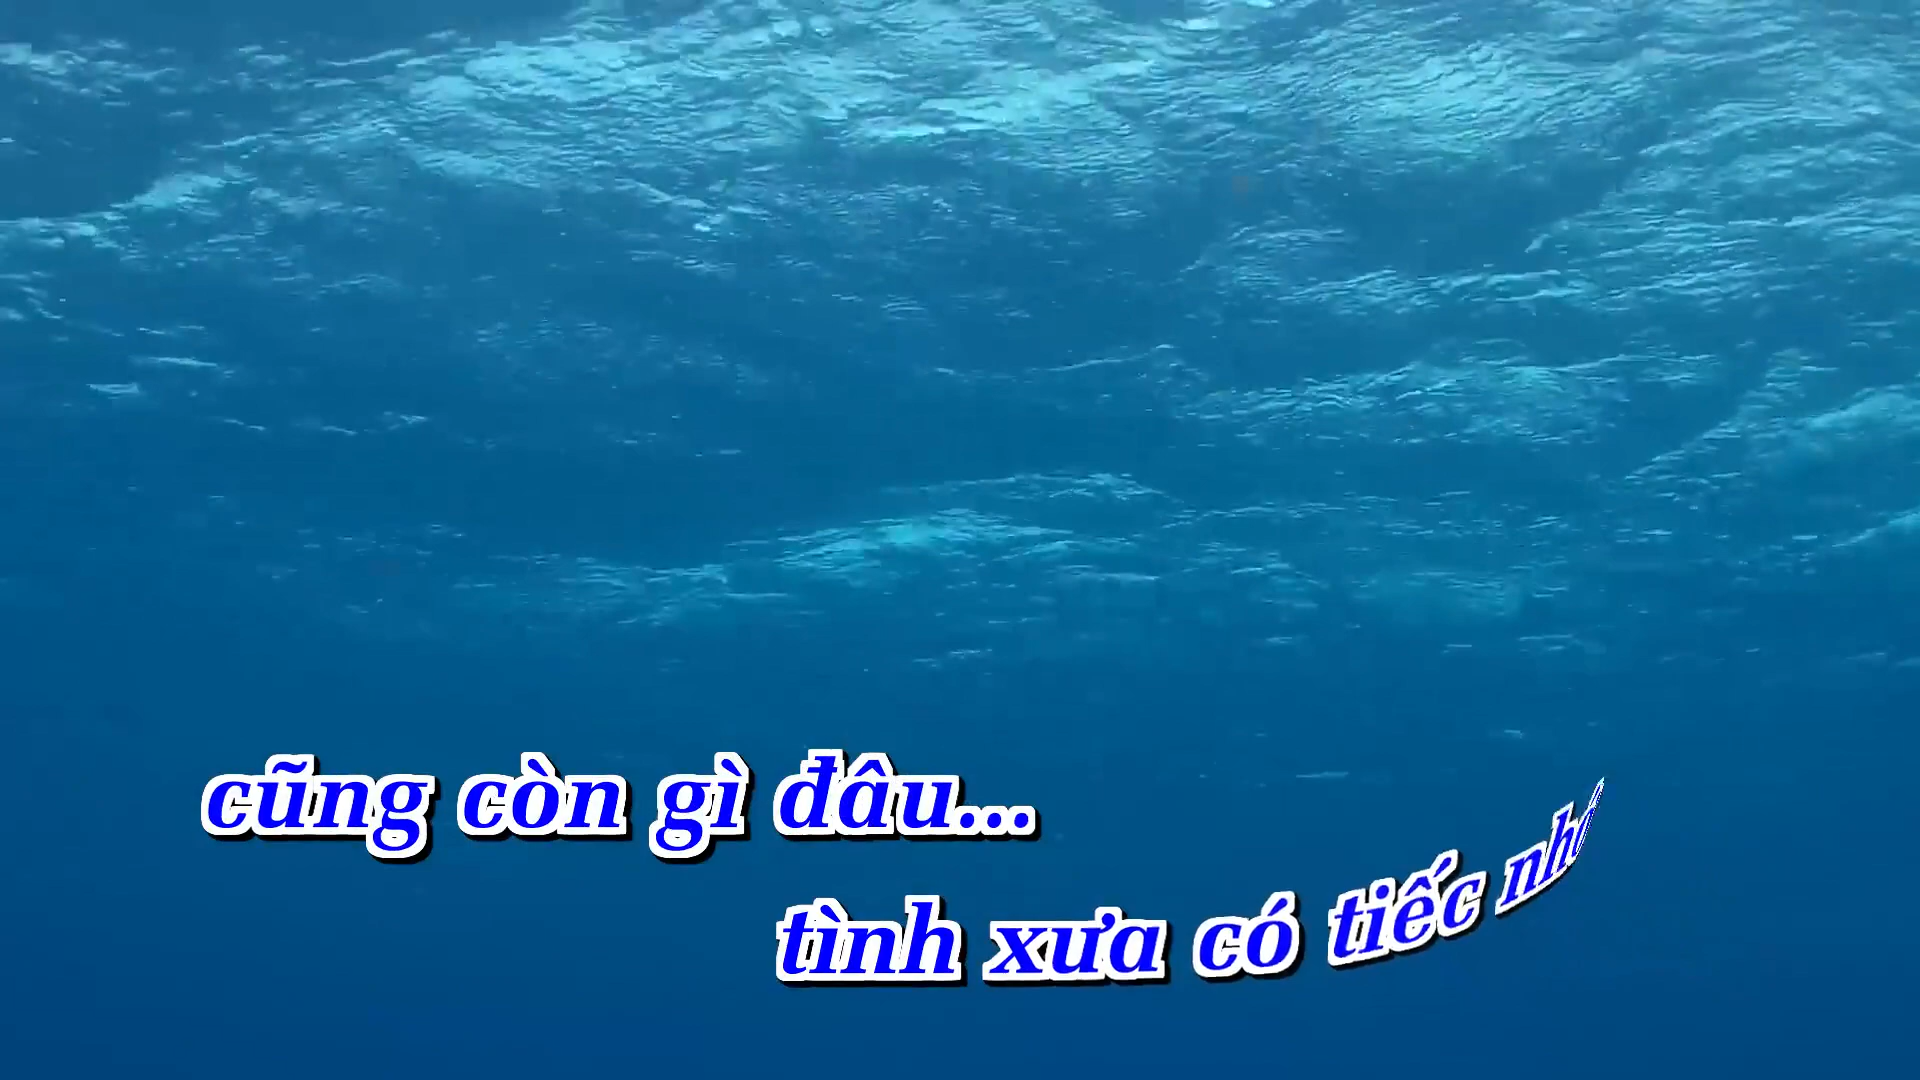 cũng còn gì đâu...
tình xưa có tiếc